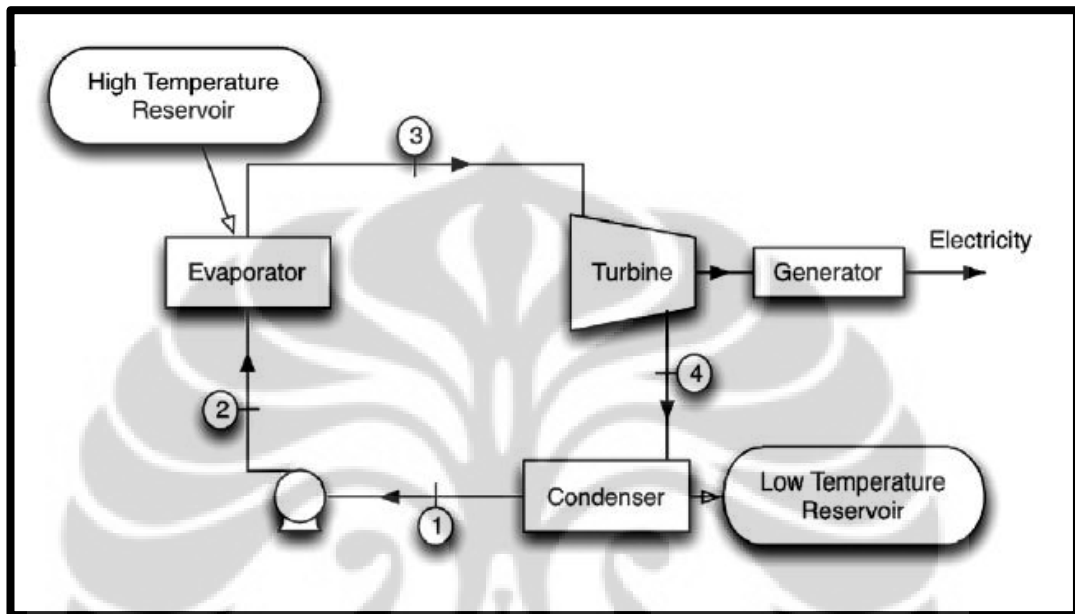 High Temperature
Reservoir
3
Evaporator
Turbine
Generator
Electricity
4
2
1
Condenser
Low Temperature
Reservoir